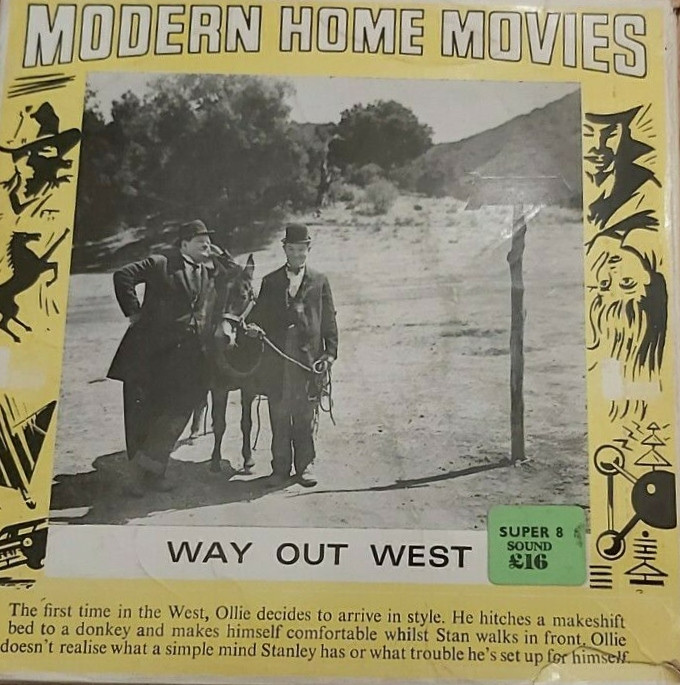 MODERN HOME MOVIES
WAY OUT WEST
SUPER 8
SOUND
£16
The first time in the West, Ollie decides to arrive in style. He hitches a makeshift
bed to a donkey and makes himself comfortable whilst Stan walks in front, Ollie
doesn't realise what a simple mind Stanley has or what trouble he's set up for himself.